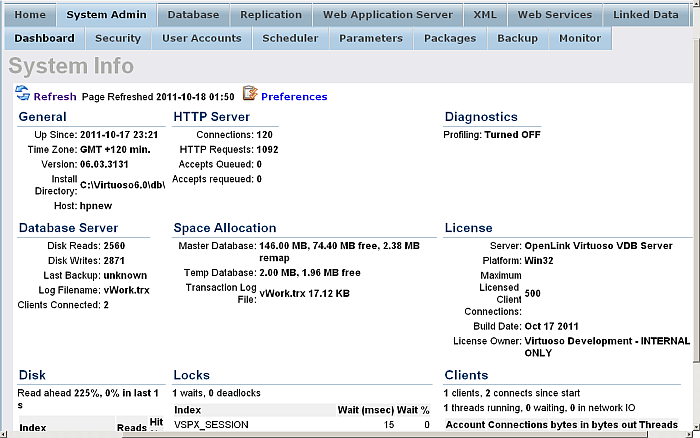 Home System Admin Database Replication Web Application Server XML Web Services Linked Data
Dashboard Security User Accounts Scheduler Parameters Packages Backup Monitor
System Info
Refresh Page Refreshed 2011-10-18 01:50 Preferences
General
Up Since: 2011-10-17 23:21
Time Zone: GMT +120 min.
Version: 06.03.3131
Install
Directory: C:\Virtuoso6.0\db\
Host: hpnew
HTTP Server
Connections: 120
HTTP Requests: 1092
Accepts Queued: 0
Accepts requeued: 0
Diagnostics
Profiling: Turned OFF
Database Server
Disk Reads: 2560
Disk Writes: 2871
Last Backup: unknown
Log Filename: vWork.trx
Clients Connected: 2
Space Allocation
Master Database: 146.00 MB, 74.40 MB free, 2.38 MB
remap
Temp Database: 2.00 MB, 1.96 MB free
Transaction Log
File: vWork.trx 17.12 KB
License
Server: OpenLink Virtuoso VDB Server
Platform: Win32
Maximum
Licensed
Client
Connections: 500
Build Date: Oct 17 2011
License Owner: Virtuoso Development - INTERNAL
ONLY
Disk
Read ahead 225%, 0% in last 1
s
Index Reads Hit
Locks
1 waits, 0 deadlocks
Index Wait (msec) Wait %
VSPX_SESSION 15 0
Clients
1 clients, 2 connects since start
1 threads running, 0 waiting, 0 in network IO
Account Connections bytes in bytes out Threads